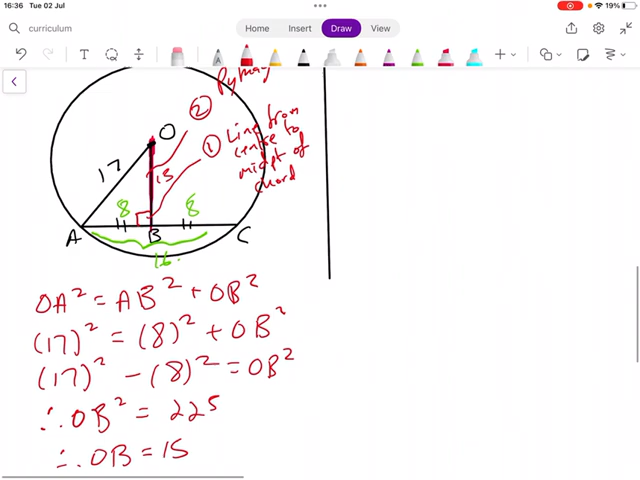 16:36 Tue 02 Jul
19%
curriculum
Home Insert Draw View
② Pythag
① Line from
centre to
midpt of
chord
O
17
15
8 8
A B C
16
OA² = AB² + OB²
(17)² = (8)² + OB²
(17)² - (8)² = OB²
∴ OB² = 225
∴ OB = 15